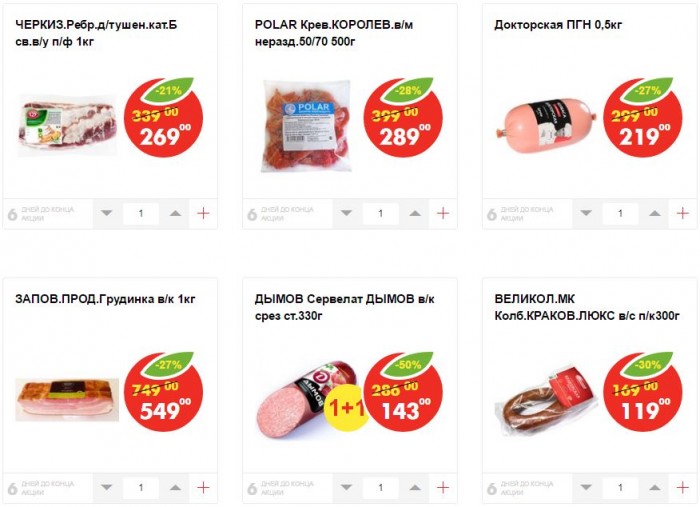 ЧЕРКИЗ.Ребр.д/тушен.кат.Б
св.в/у п/ф 1кг
-21%
339 00
269 00
6 ДНЕЙ ДО КОНЦА
АКЦИИ
1
+
POLAR Крев.КОРОЛЕВ.в/м
неразд.50/70 500г
POLAR
-28%
399 00
289 00
6 ДНЕЙ ДО КОНЦА
АКЦИИ
1
+
Докторская ПГН 0,5кг
-27%
299 00
219 00
6 ДНЕЙ ДО КОНЦА
АКЦИИ
1
+
ЗАПОВ.ПРОД.Грудинка в/к 1кг
-27%
749 00
549 00
6 ДНЕЙ ДО КОНЦА
АКЦИИ
1
+
ДЫМОВ Сервелат ДЫМОВ в/к
срез ст.330г
ДЫМОВ
1+1
-50%
286 00
143 00
6 ДНЕЙ ДО КОНЦА
АКЦИИ
1
+
ВЕЛИКОЛ.МК
Колб.КРАКОВ.ЛЮКС в/с п/к300г
-30%
169 00
119 00
6 ДНЕЙ ДО КОНЦА
АКЦИИ
1
+